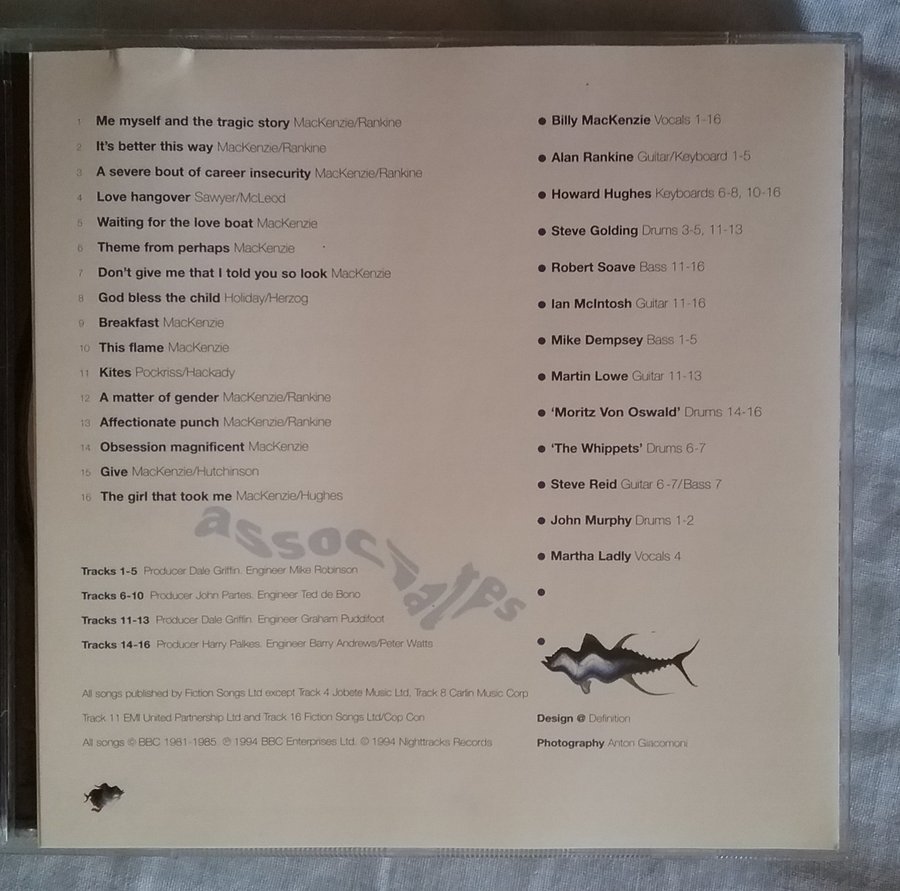 1 Me myself and the tragic story MacKenzie/Rankine
2 It's better this way MacKenzie/Rankine
3 A severe bout of career insecurity MacKenzie/Rankine
4 Love hangover Sawyer/McLeod
5 Waiting for the love boat MacKenzie
6 Theme from perhaps MacKenzie
7 Don't give me that I told you so look MacKenzie
8 God bless the child Holiday/Herzog
9 Breakfast MacKenzie
10 This flame MacKenzie
11 Kites Pockriss/Hackady
12 A matter of gender MacKenzie/Rankine
13 Affectionate punch MacKenzie/Rankine
14 Obsession magnificent MacKenzie
15 Give MacKenzie/Hutchinson
16 The girl that took me MacKenzie/Hughes
associates
Tracks 1-5 Producer Dale Griffin. Engineer Mike Robinson
Tracks 6-10 Producer John Partes. Engineer Ted de Bono
Tracks 11-13 Producer Dale Griffin. Engineer Graham Puddifoot
Tracks 14-16 Producer Harry Palkes. Engineer Barry Andrews/Peter Watts
All songs published by Fiction Songs Ltd except Track 4 Jobete Music Ltd, Track 8 Carlin Music Corp
Track 11 EMI United Partnership Ltd and Track 16 Fiction Songs Ltd/Cop Con
All songs © BBC 1981-1985. ℗ 1994 BBC Enterprises Ltd. © 1994 Nighttracks Records
● Billy MacKenzie Vocals 1-16
● Alan Rankine Guitar/Keyboard 1-5
● Howard Hughes Keyboards 6-8, 10-16
● Steve Golding Drums 3-5, 11-13
● Robert Soave Bass 11-16
● Ian McIntosh Guitar 11-16
● Mike Dempsey Bass 1-5
● Martin Lowe Guitar 11-13
● 'Moritz Von Oswald' Drums 14-16
● 'The Whippets' Drums 6-7
● Steve Reid Guitar 6-7/Bass 7
● John Murphy Drums 1-2
● Martha Ladly Vocals 4
Design @ Definition
Photography Anton Giacomoni